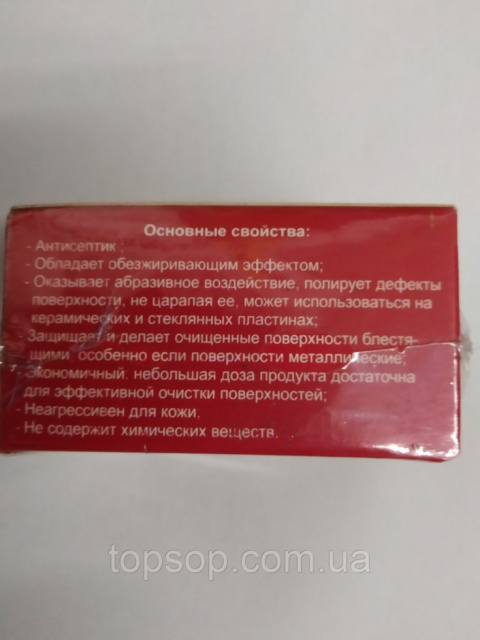 Основные свойства:
- Антисептик ;
- Обладает обезжиривающим эффектом;
- Оказывает абразивное воздействие, полирует дефекты
поверхности, не царапая ее, может использоваться на
керамических и стеклянных пластинах;
Защищает и делает очищенные поверхности блестя-
щими особенно если поверхности металлические;
Экономичный. небольшая доза продукта достаточна
для эффективной очистки поверхностей;
- Неагрессивен для кожи.
- Не содержит химических веществ.
topsop.com.ua